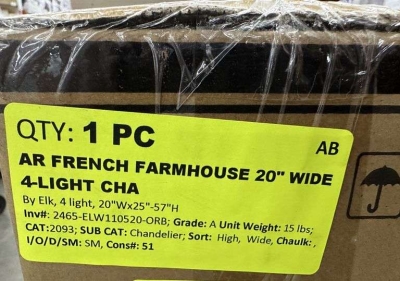 QTY: 1 PC
AB
AR FRENCH FARMHOUSE 20" WIDE
4-LIGHT CHA
By Elk, 4 light, 20"Wx25"-57"H
Inv#: 2465-ELW110520-ORB; Grade: A Unit Weight: 15 lbs;
CAT:2093; SUB CAT: Chandelier; Sort: High, Wide, Chaulk: ,
I/O/D/SM: SM, Cons#: 51